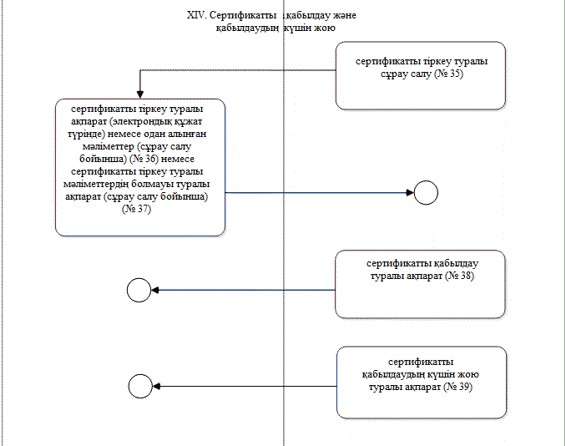 XIV. Сертификатты қабылдау және
қабылдаудың күшін жою
сертификатты тіркеу туралы
сұрау салу (№ 35)
сертификатты тіркеу туралы
ақпарат (электрондық құжат
түрінде) немесе одан алынған
мәліметтер (сұрау салу
бойынша) (№ 36) немесе
сертификатты тіркеу туралы
мәліметтердің болмауы туралы
ақпарат (сұрау салу бойынша)
(№ 37)
сертификатты қабылдау
туралы ақпарат (№ 38)
сертификатты
қабылдаудың күшін жою
туралы ақпарат (№ 39)